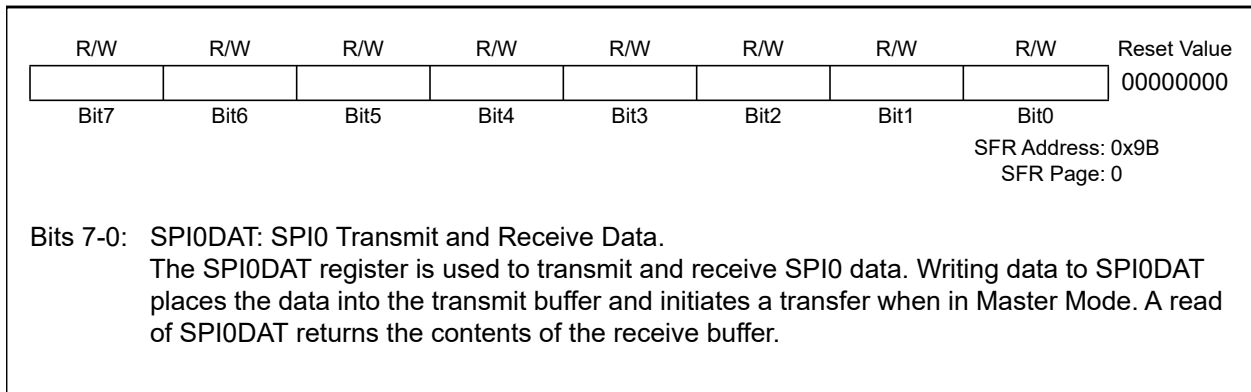 R/W R/W R/W R/W R/W R/W R/W R/W Reset Value
00000000
Bit7 Bit6 Bit5 Bit4 Bit3 Bit2 Bit1 Bit0
SFR Address: 0x9B
SFR Page: 0
Bits 7-0: SPI0DAT: SPI0 Transmit and Receive Data.
The SPI0DAT register is used to transmit and receive SPI0 data. Writing data to SPI0DAT
places the data into the transmit buffer and initiates a transfer when in Master Mode. A read
of SPI0DAT returns the contents of the receive buffer.